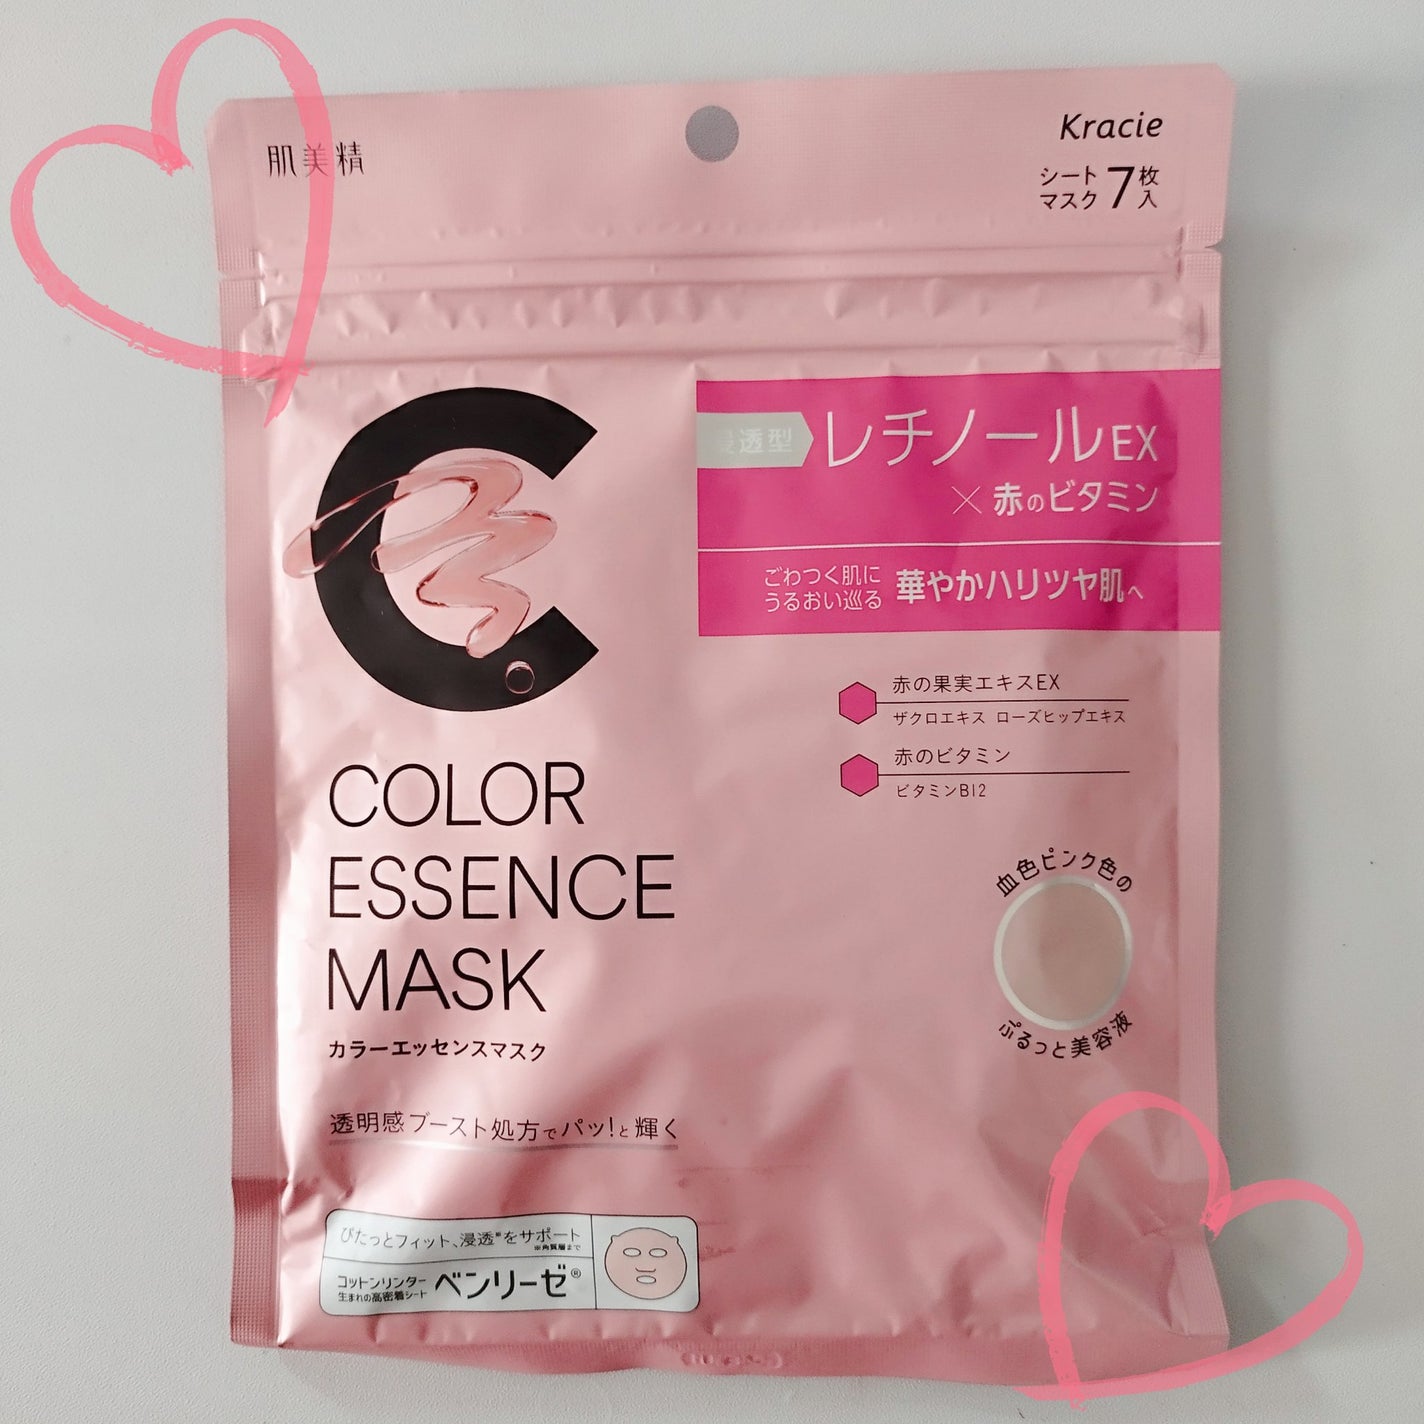 肌美精
Kracie
シート
マスク 7 枚入
浸透型 レチノールEX
×赤のビタミン
ごわつく肌に
うるおい巡る 華やかハリツヤ肌へ
赤の果実エキスEX
ザクロエキス ローズヒップエキス
赤のビタミン
ビタミンB12
COLOR
ESSENCE
MASK
カラーエッセンスマスク
血色ピンク色の
ぷるっと美容液
透明感ブースト処方でパッ!と輝く
ぴたっとフィット、浸透※をサポート
※角質層まで
コットンリンター
生まれの高密着シート ベンリーゼ®